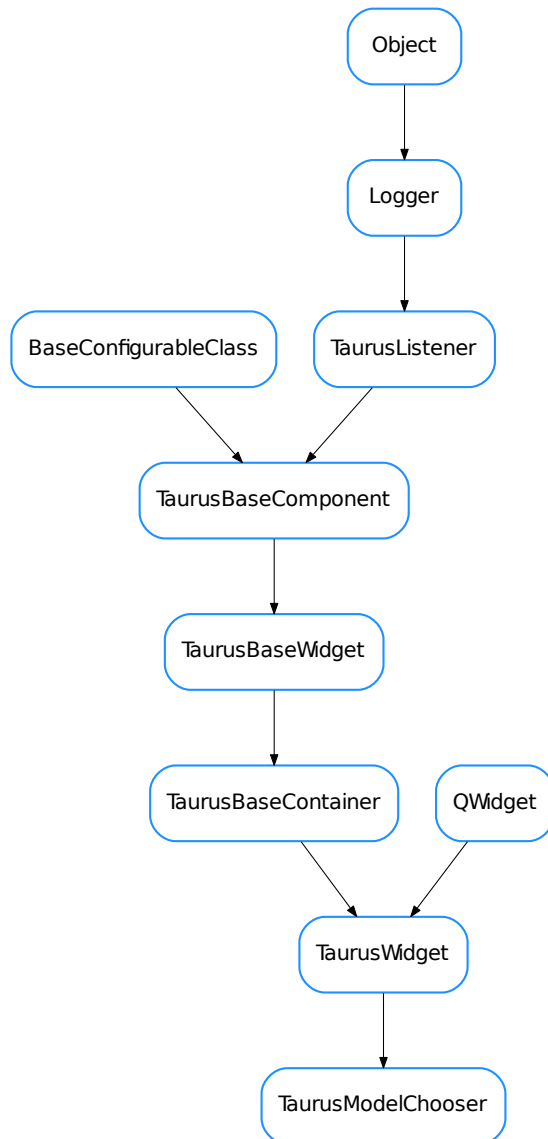 Object
Logger
BaseConfigurableClass
TaurusListener
TaurusBaseComponent
TaurusBaseWidget
TaurusBaseContainer
QWidget
TaurusWidget
TaurusModelChooser